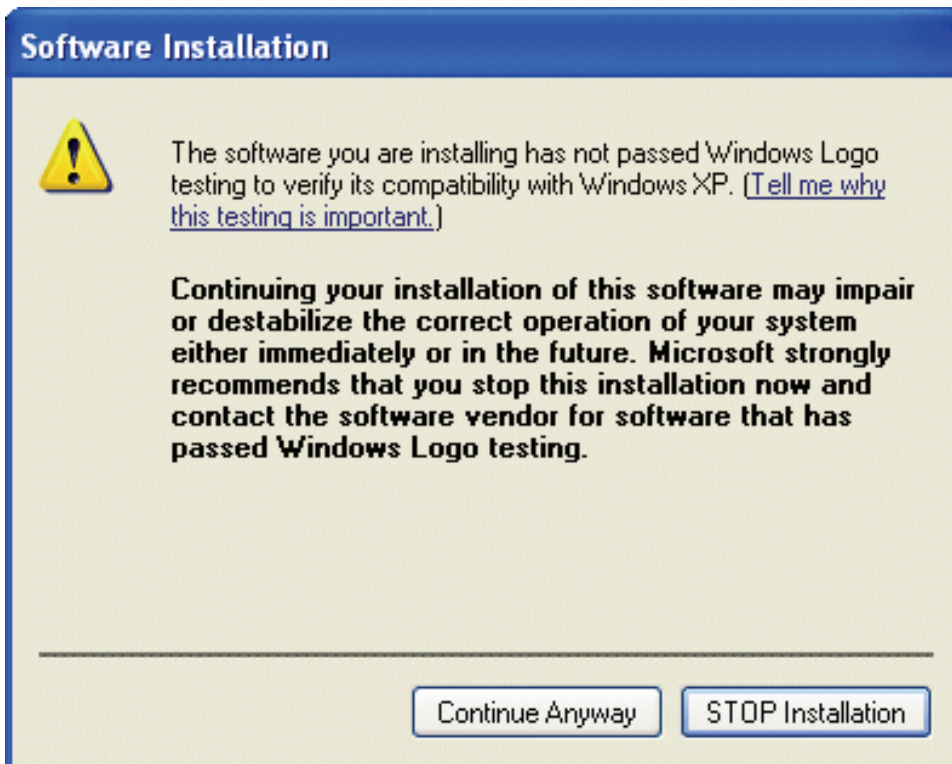 Software Installation
The software you are installing has not passed Windows Logo
testing to verify its compatibility with Windows XP. (Tell me why
this testing is important.)
Continuing your installation of this software may impair
or destabilize the correct operation of your system
either immediately or in the future. Microsoft strongly
recommends that you stop this installation now and
contact the software vendor for software that has
passed Windows Logo testing.
Continue Anyway
STOP Installation